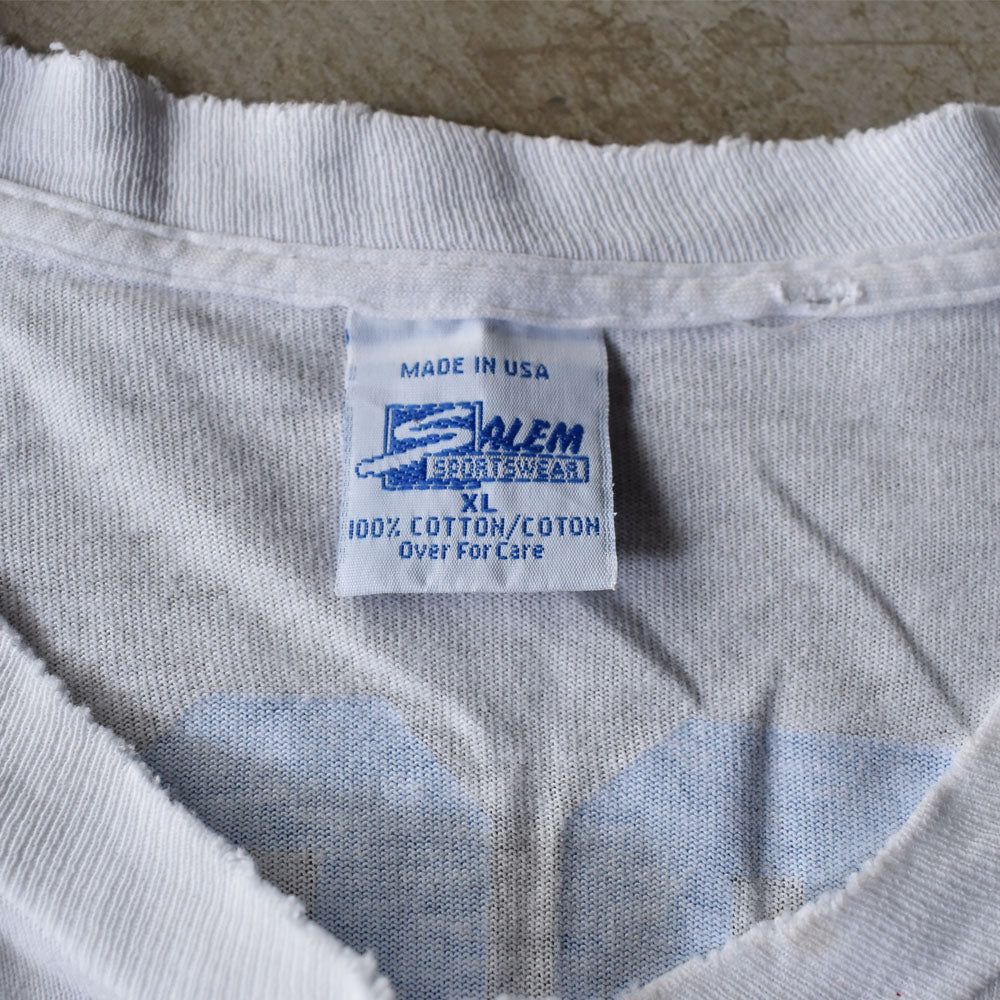 MADE IN USA
SALEM
SPORTSWEAR
XL
100% COTTON/COTON
Over For Care